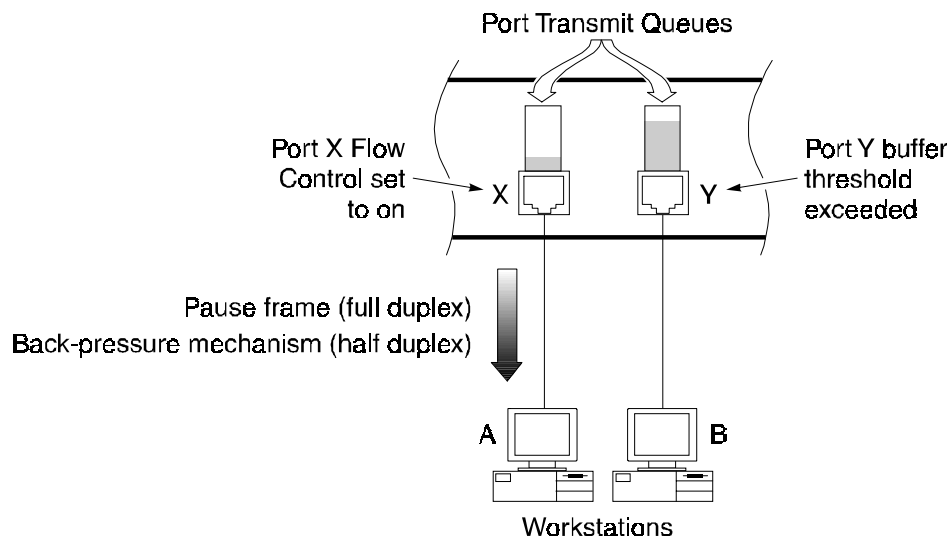 Port Transmit Queues
Port X Flow
Control set
to on
X
Y
Port Y buffer
threshold
exceeded
Pause frame (full duplex)
Back-pressure mechanism (half duplex)
A
B
Workstations